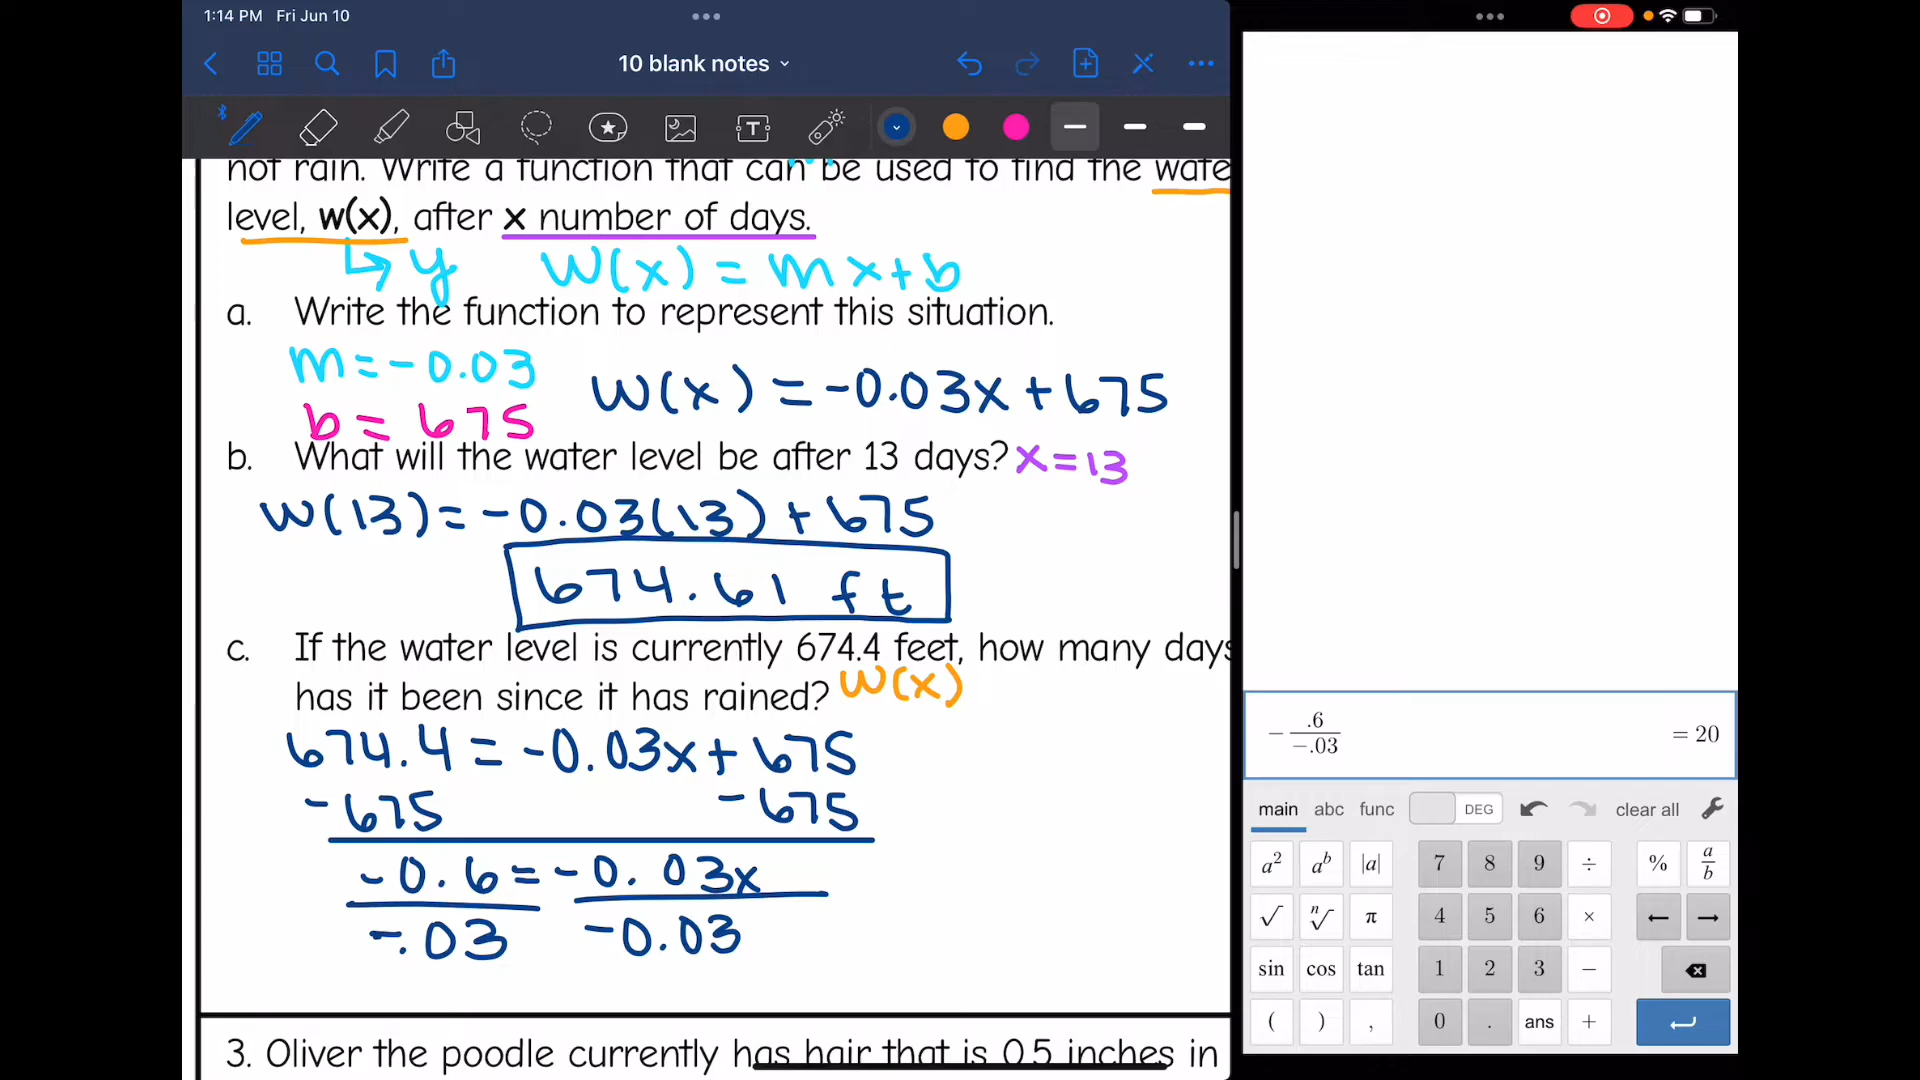 1:14 PM Fri Jun 10
10 blank notes
not rain. Write a function that can be used to find the wate
level, w(x), after x number of days.
y w(x) = mx+b
a. Write the function to represent this situation.
m=-0.03
w(x) = -0.03x+675
b= 675
b. What will the water level be after 13 days? x=13
w(13)= -0.03(13) + 675
674.61 ft
c. If the water level is currently 674.4 feet, how many days
has it been since it has rained? w(x)
674.4 = -0.03x+675
-675 -675
-0.6 = -0.03x
-.03 -0.03
3. Oliver the poodle currently has hair that is 0.5 inches in
- .6
-.03
= 20
main abc func DEG clear all
a² aᵇ |a| 7 8 9 ÷ % a/b
√ ⁿ√ π 4 5 6 × ← →
sin cos tan 1 2 3 −
( ) , 0 . ans +